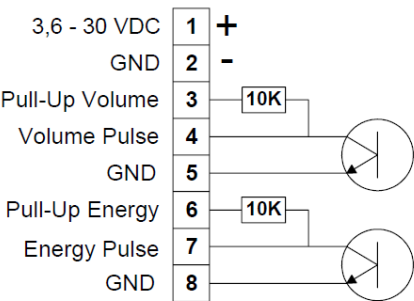 3,6 - 30 VDC 1 +
GND 2 -
Pull-Up Volume 3 10K
Volume Pulse 4
GND 5
Pull-Up Energy 6 10K
Energy Pulse 7
GND 8